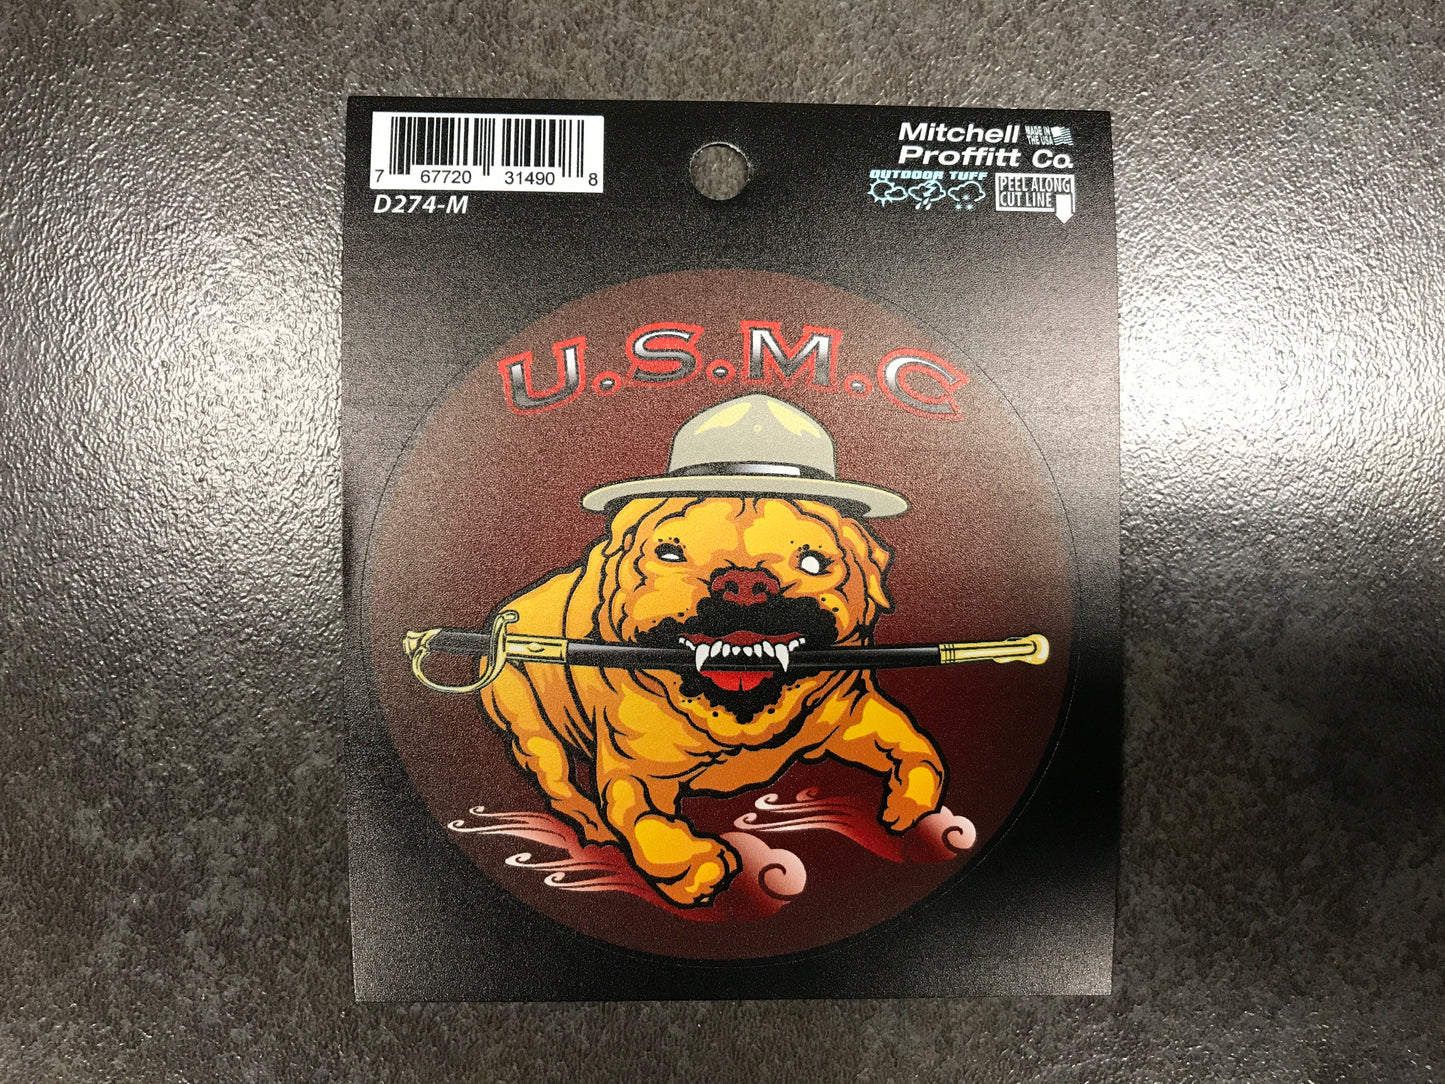 7 67720 31490 8
D274-M
Mitchell
Proffitt Co.
MADE IN
THE USA
OUTDOOR TUFF
PEEL ALONG
CUT LINE
U.S.M.C